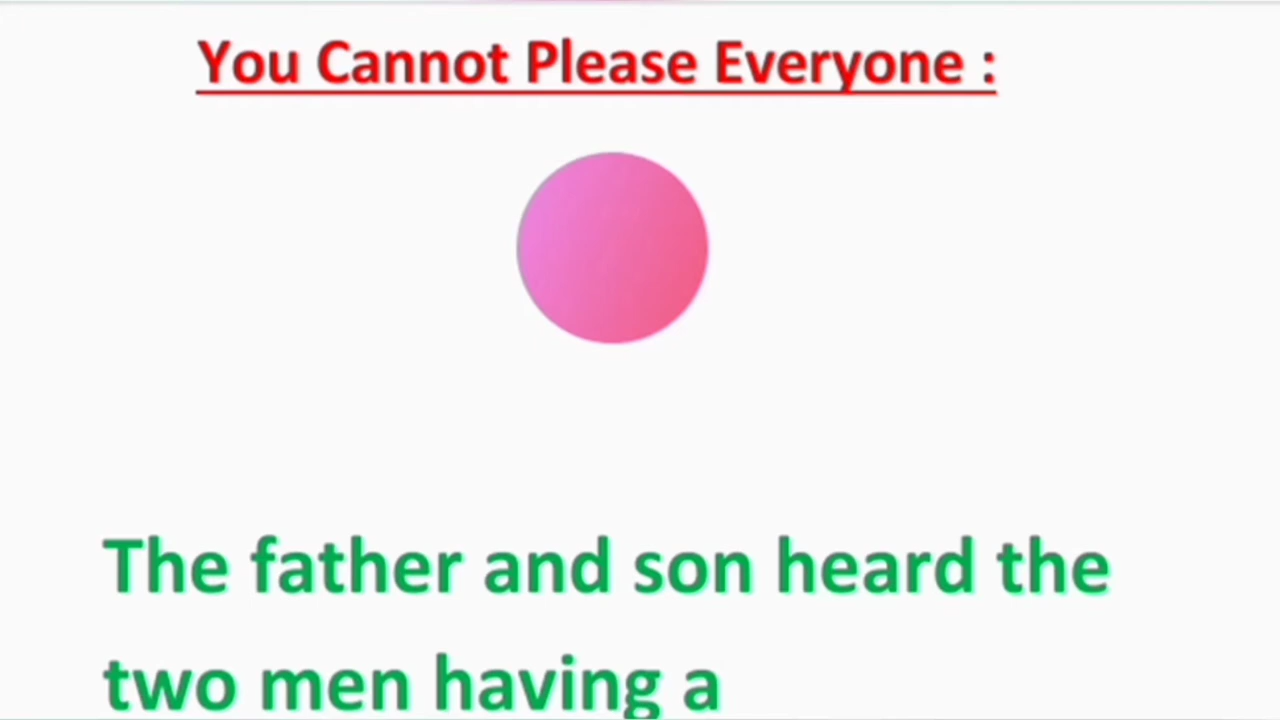 You Cannot Please Everyone :
The father and son heard the
two men having a